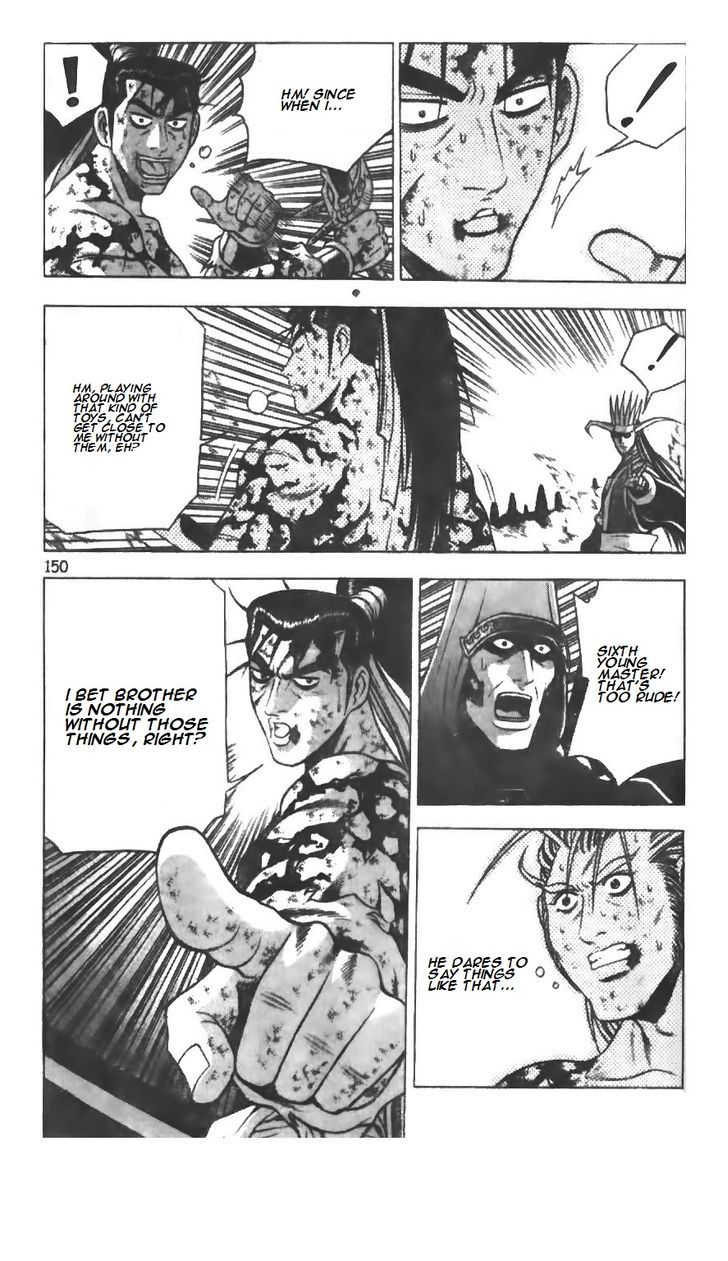 !
HM! SINCE
WHEN I...
!
HM, PLAYING
AROUND WITH
THAT KIND OF
TOYS, CAN'T
GET CLOSE TO
ME WITHOUT
THEM, EH?
!
150
I BET BROTHER
IS NOTHING
WITHOUT THOSE
THINGS, RIGHT?
SIXTH
YOUNG
MASTER!
THAT'S
TOO RUDE!
HE DARES TO
SAY THINGS
LIKE THAT...